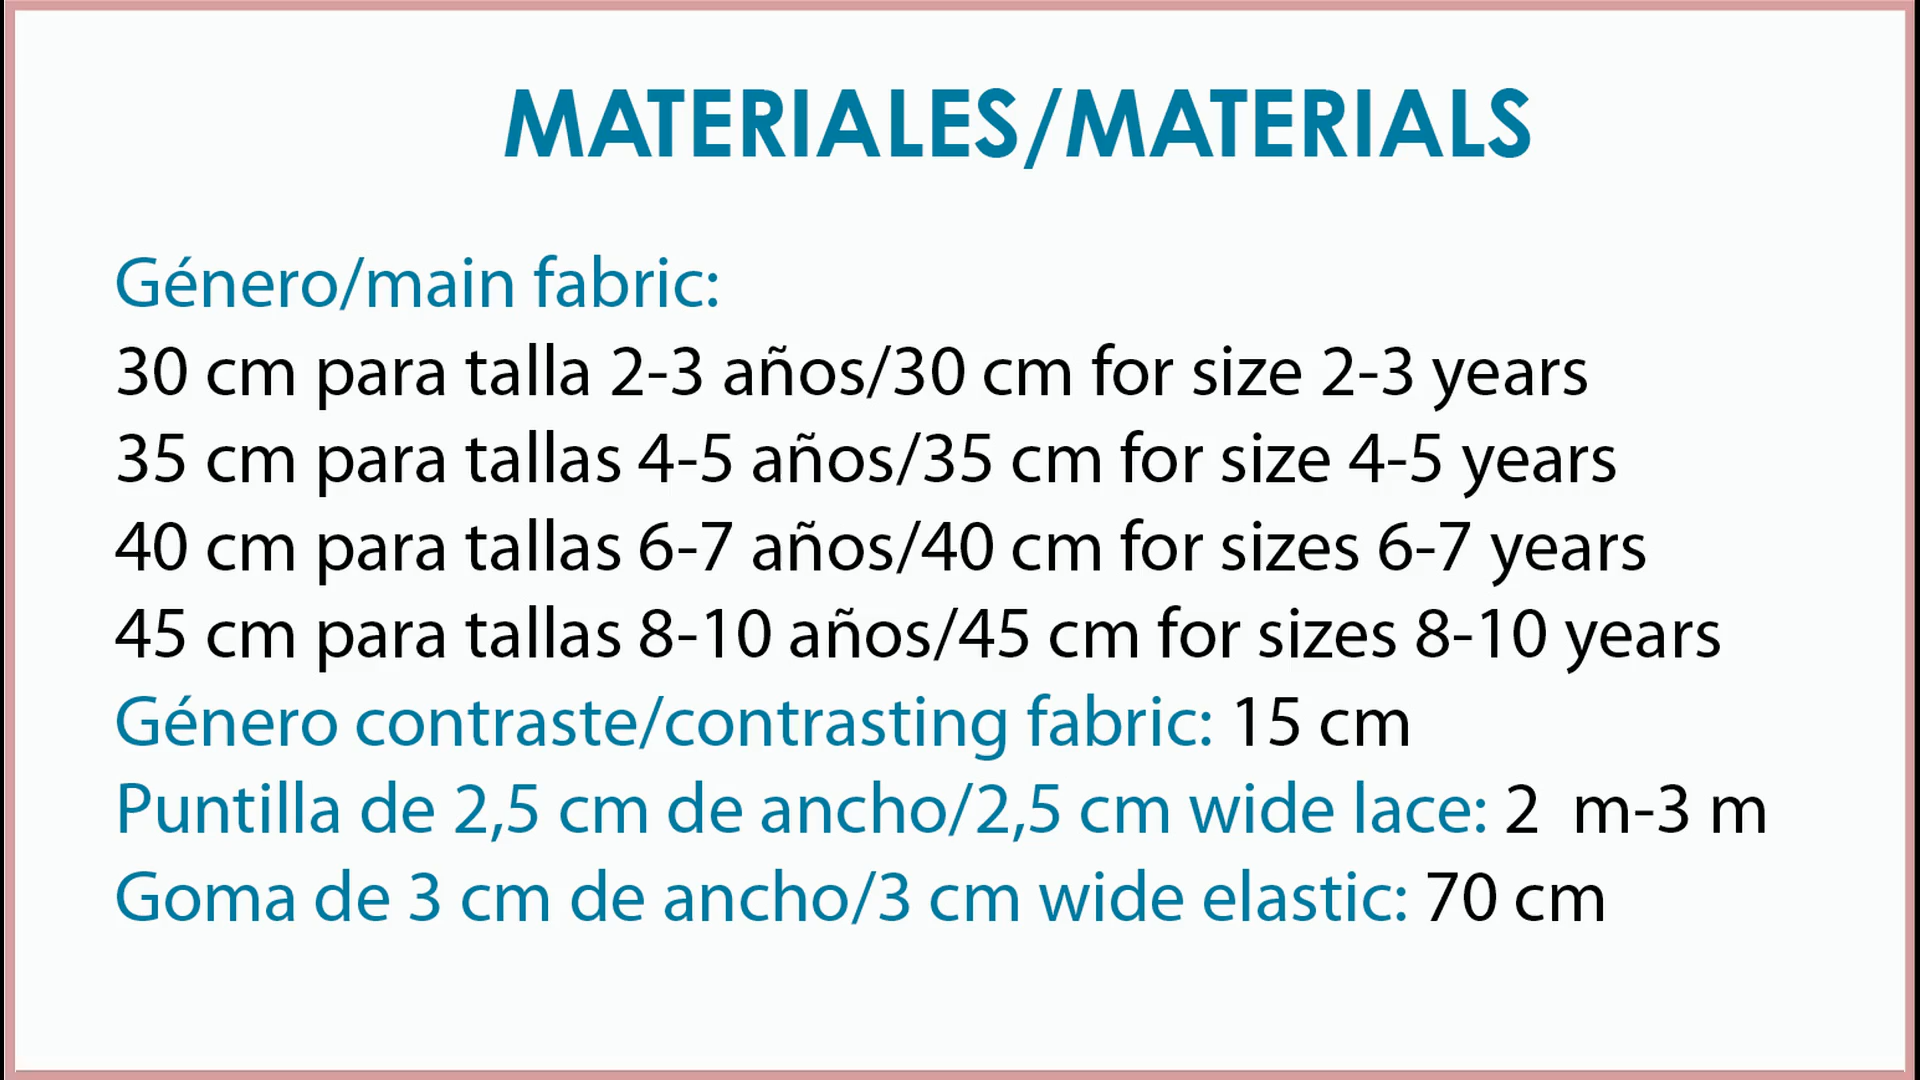 MATERIALES/MATERIALS
Género/main fabric:
30 cm para talla 2-3 años/30 cm for size 2-3 years
35 cm para tallas 4-5 años/35 cm for size 4-5 years
40 cm para tallas 6-7 años/40 cm for sizes 6-7 years
45 cm para tallas 8-10 años/45 cm for sizes 8-10 years
Género contraste/contrasting fabric: 15 cm
Puntilla de 2,5 cm de ancho/2,5 cm wide lace: 2  m-3 m
Goma de 3 cm de ancho/3 cm wide elastic: 70 cm